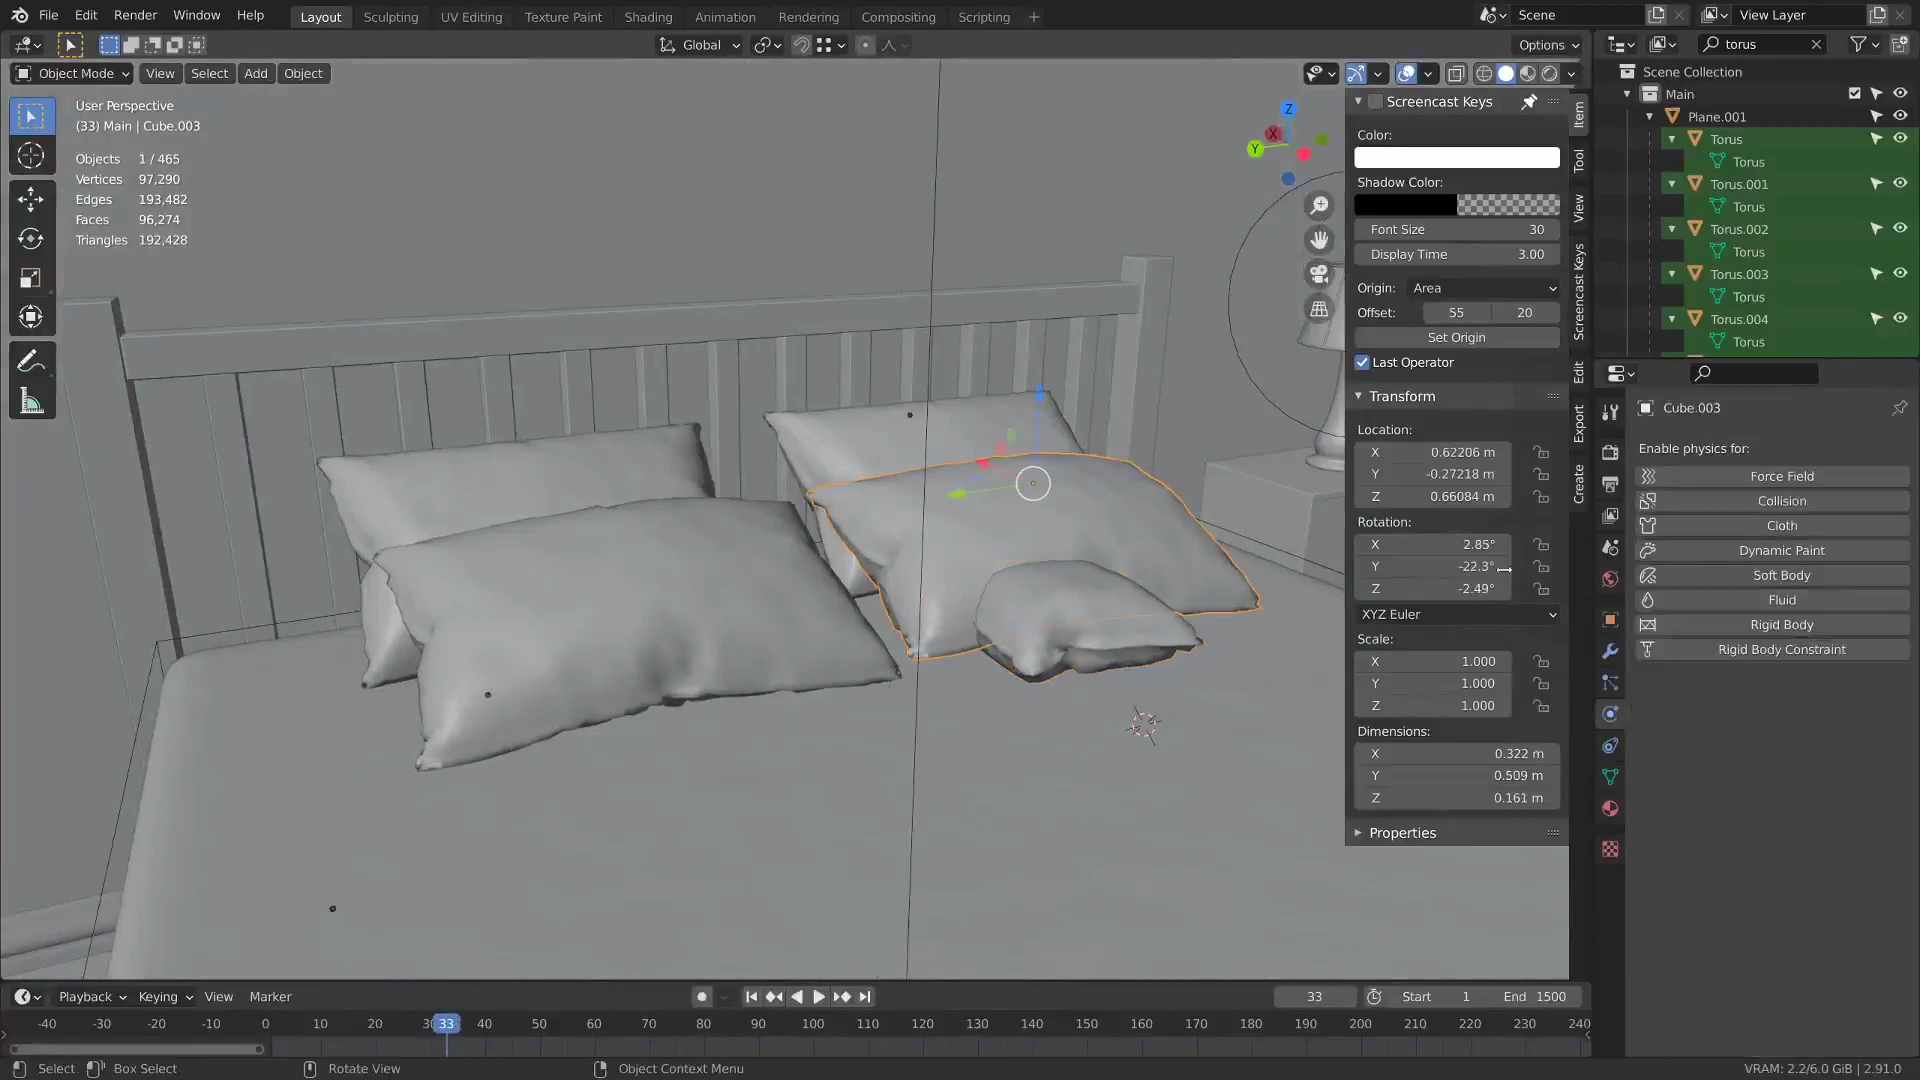 File Edit Render Window Help Layout Sculpting UV Editing Texture Paint Shading Animation Rendering Compositing Scripting + Scene View Layer
Global Options torus
Object Mode View Select Add Object
User Perspective
(33) Main | Cube.003
Objects 1 / 465
Vertices 97,290
Edges 193,482
Faces 96,274
Triangles 192,428
Z
X
Y
Screencast Keys
Color:
Shadow Color:
Font Size 30
Display Time 3.00
Origin: Area
Offset: 55 20
Set Origin
Last Operator
Transform
Location:
X 0.62206 m
Y -0.27218 m
Z 0.66084 m
Rotation:
X 2.85°
Y -22.3°
Z -2.49°
XYZ Euler
Scale:
X 1.000
Y 1.000
Z 1.000
Dimensions:
X 0.322 m
Y 0.509 m
Z 0.161 m
Properties
Item
Tool
View
Screencast Keys
Edit
Export
Create
Scene Collection
Main
Plane.001
Torus
Torus
Torus.001
Torus
Torus.002
Torus
Torus.003
Torus
Torus.004
Torus
Cube.003
Enable physics for:
Force Field
Collision
Cloth
Dynamic Paint
Soft Body
Fluid
Rigid Body
Rigid Body Constraint
Playback Keying View Marker 33 Start 1 End 1500
-40 -30 -20 -10 0 10 20 33 40 50 60 70 80 90 100 110 120 130 140 150 160 170 180 190 200 210 220 230 240
Select Box Select Rotate View Object Context Menu VRAM: 2.2/6.0 GiB | 2.91.0